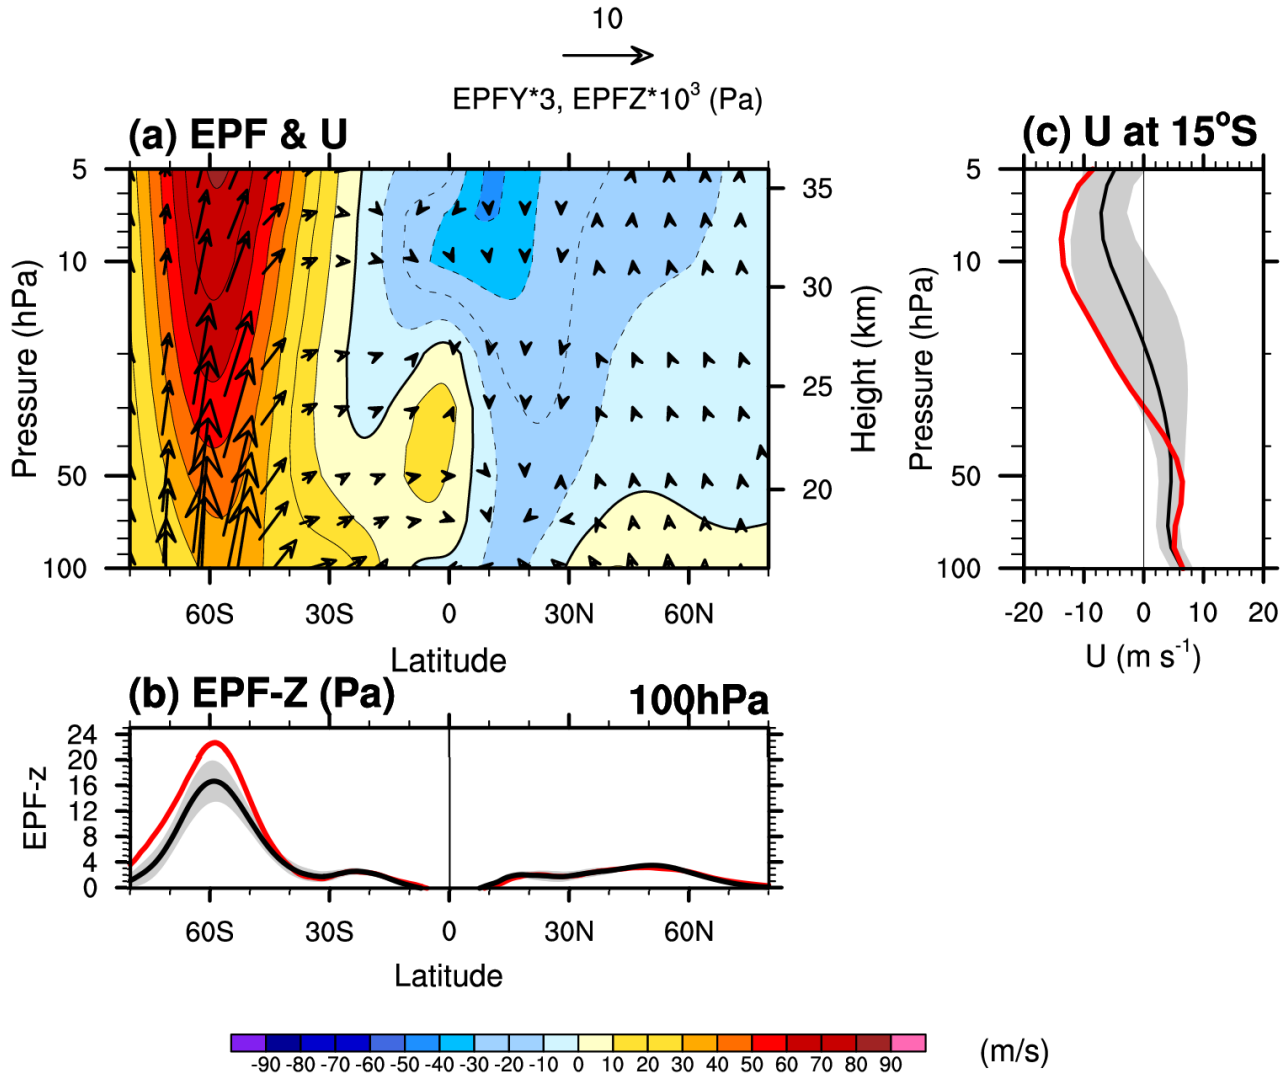 10
EPFY*3, EPFZ*10³ (Pa)
(a) EPF & U
(c) U at 15°S
5
10
50
100
Pressure (hPa)
35
30
25
20
Height (km)
60S 30S 0 30N 60N
Latitude
5
10
50
100
Pressure (hPa)
-20 -10 0 10 20
U (m s⁻¹)
(b) EPF-Z (Pa)
100hPa
24
20
16
12
8
4
0
EPF-z
60S 30S 0 30N 60N
Latitude
-90 -80 -70 -60 -50 -40 -30 -20 -10 0 10 20 30 40 50 60 70 80 90
(m/s)